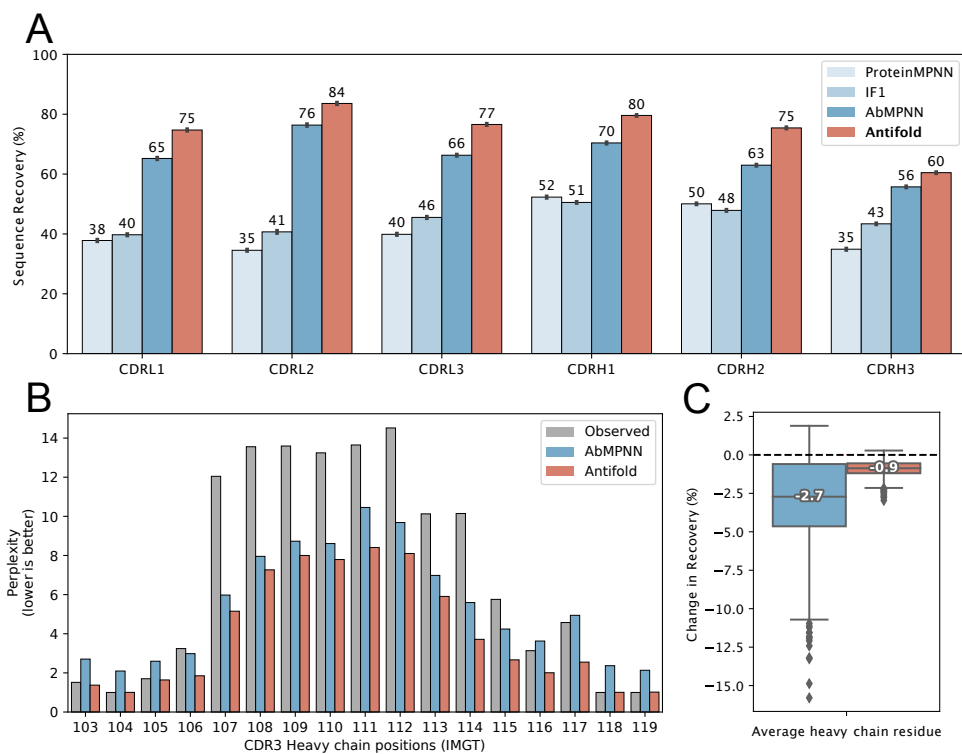 A
Sequence Recovery (%)
100
80
60
40
20
0
ProteinMPNN
IF1
AbMPNN
Antifold
38 40 65 75
35 41 76 84
40 46 66 77
52 51 70 80
50 48 63 75
35 43 56 60
CDRL1 CDRL2 CDRL3 CDRH1 CDRH2 CDRH3
B
Perplexity
(lower is better)
14
12
10
8
6
4
2
0
Observed
AbMPNN
Antifold
103 104 105 106 107 108 109 110 111 112 113 114 115 116 117 118 119
CDR3 Heavy chain positions (IMGT)
C
Change in Recovery (%)
2.5
0.0
−2.5
−5.0
−7.5
−10.0
−12.5
−15.0
-2.7
-0.9
Average heavy chain residue